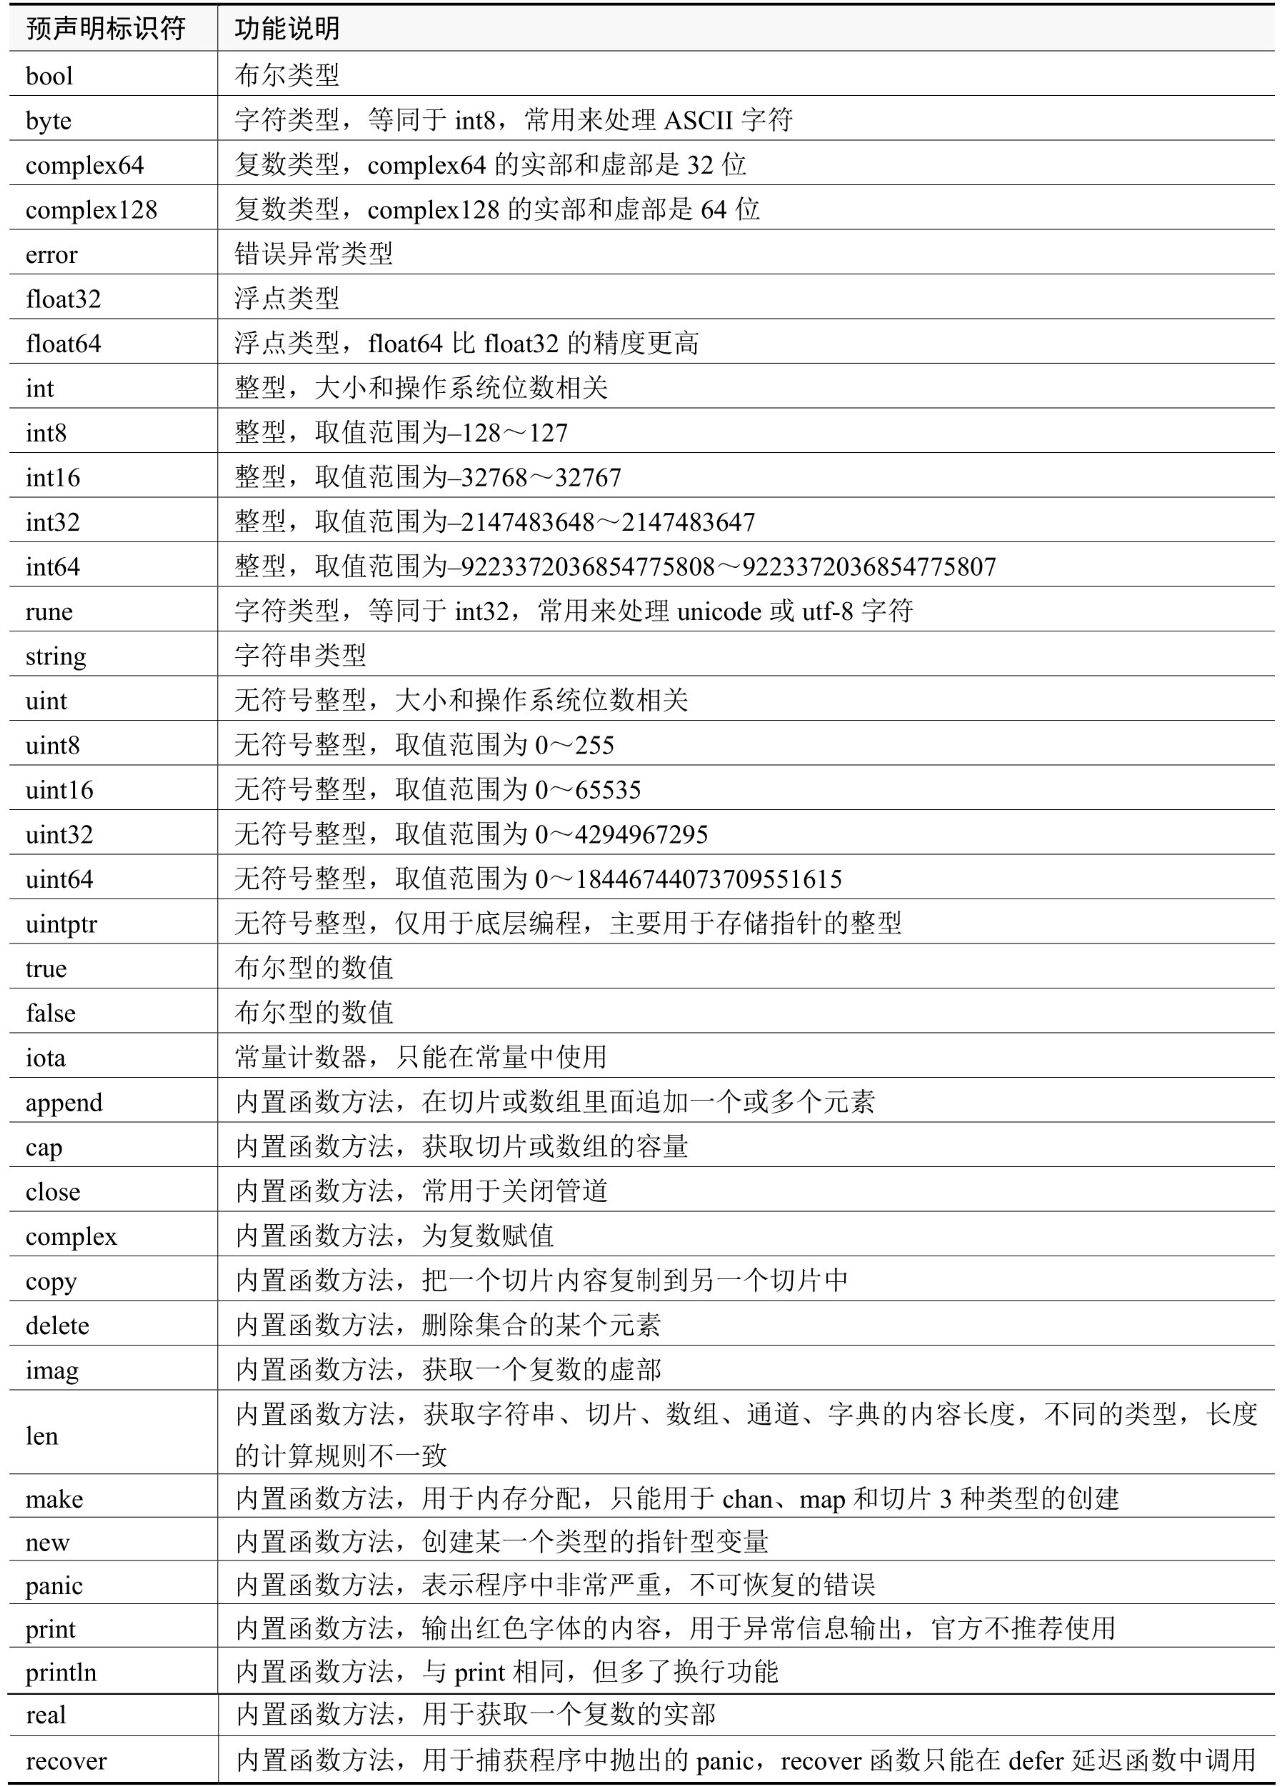 预声明标识符 功能说明
bool 布尔类型
byte 字符类型，等同于 int8，常用来处理 ASCII 字符
complex64 复数类型，complex64 的实部和虚部是 32 位
complex128 复数类型，complex128 的实部和虚部是 64 位
error 错误异常类型
float32 浮点类型
float64 浮点类型，float64 比 float32 的精度更高
int 整型，大小和操作系统位数相关
int8 整型，取值范围为–128～127
int16 整型，取值范围为–32768～32767
int32 整型，取值范围为–2147483648～2147483647
int64 整型，取值范围为–9223372036854775808～9223372036854775807
rune 字符类型，等同于 int32，常用来处理 unicode 或 utf-8 字符
string 字符串类型
uint 无符号整型，大小和操作系统位数相关
uint8 无符号整型，取值范围为 0～255
uint16 无符号整型，取值范围为 0～65535
uint32 无符号整型，取值范围为 0～4294967295
uint64 无符号整型，取值范围为 0～18446744073709551615
uintptr 无符号整型，仅用于底层编程，主要用于存储指针的整型
true 布尔型的数值
false 布尔型的数值
iota 常量计数器，只能在常量中使用
append 内置函数方法，在切片或数组里面追加一个或多个元素
cap 内置函数方法，获取切片或数组的容量
close 内置函数方法，常用于关闭管道
complex 内置函数方法，为复数赋值
copy 内置函数方法，把一个切片内容复制到另一个切片中
delete 内置函数方法，删除集合的某个元素
imag 内置函数方法，获取一个复数的虚部
len 内置函数方法，获取字符串、切片、数组、通道、字典的内容长度，不同的类型，长度
的计算规则不一致
make 内置函数方法，用于内存分配，只能用于 chan、map 和切片 3 种类型的创建
new 内置函数方法，创建某一个类型的指针型变量
panic 内置函数方法，表示程序中非常严重，不可恢复的错误
print 内置函数方法，输出红色字体的内容，用于异常信息输出，官方不推荐使用
println 内置函数方法，与 print 相同，但多了换行功能
real 内置函数方法，用于获取一个复数的实部
recover 内置函数方法，用于捕获程序中抛出的 panic，recover 函数只能在 defer 延迟函数中调用